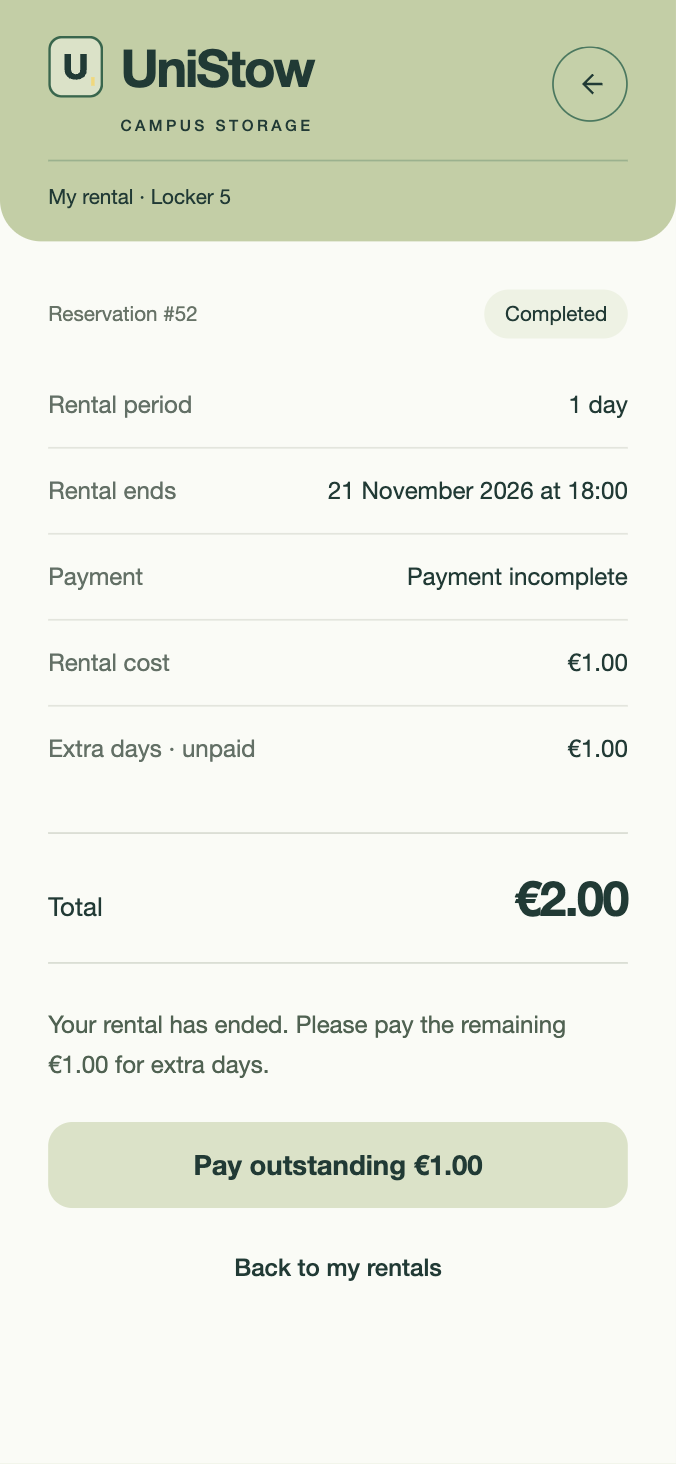 U UniStow
CAMPUS STORAGE
My rental · Locker 5
Reservation #52 Completed
Rental period 1 day
Rental ends 21 November 2026 at 18:00
Payment Payment incomplete
Rental cost €1.00
Extra days · unpaid €1.00
Total €2.00
Your rental has ended. Please pay the remaining
€1.00 for extra days.
Pay outstanding €1.00
Back to my rentals